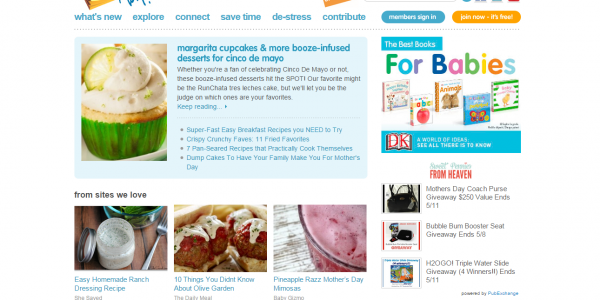 what's new
explore
connect
save time
de-stress
contribute
members sign in
join now – it's free!
margarita cupcakes & more booze-infused
desserts for cinco de mayo
Whether you're a fan of celebrating Cinco De Mayo or not,
these booze-infused desserts hit the SPOT! Our favorite might
be the RunChata tres leches cake, but we'll let you be the
judge on which ones are your favorites.
Keep reading...
Super-Fast Easy Breakfast Recipes you NEED to Try
Crispy Crunchy Faves: 11 Fried Favorites
7 Pan-Seared Recipes that Practically Cook Themselves
Dump Cakes To Have Your Family Make You For Mother's
Day
The Best Books
For Babies
DK
A WORLD OF IDEAS:
SEE ALL THERE IS TO KNOW
from sites we love
Easy Homemade Ranch
Dressing Recipe
She Saved
10 Things You Didnt Know
About Olive Garden
The Daily Meal
Pineapple Razz Mother's Day
Mimosas
Baby Gizmo
FROM HEAVEN
Mothers Day Coach Purse
Giveaway $250 Value Ends
5/11
Bubble Bum Booster Seat
Giveaway Ends 5/8
H2OGO! Triple Water Slide
Giveaway (4 Winners!!) Ends
5/11
powered by PubExchange